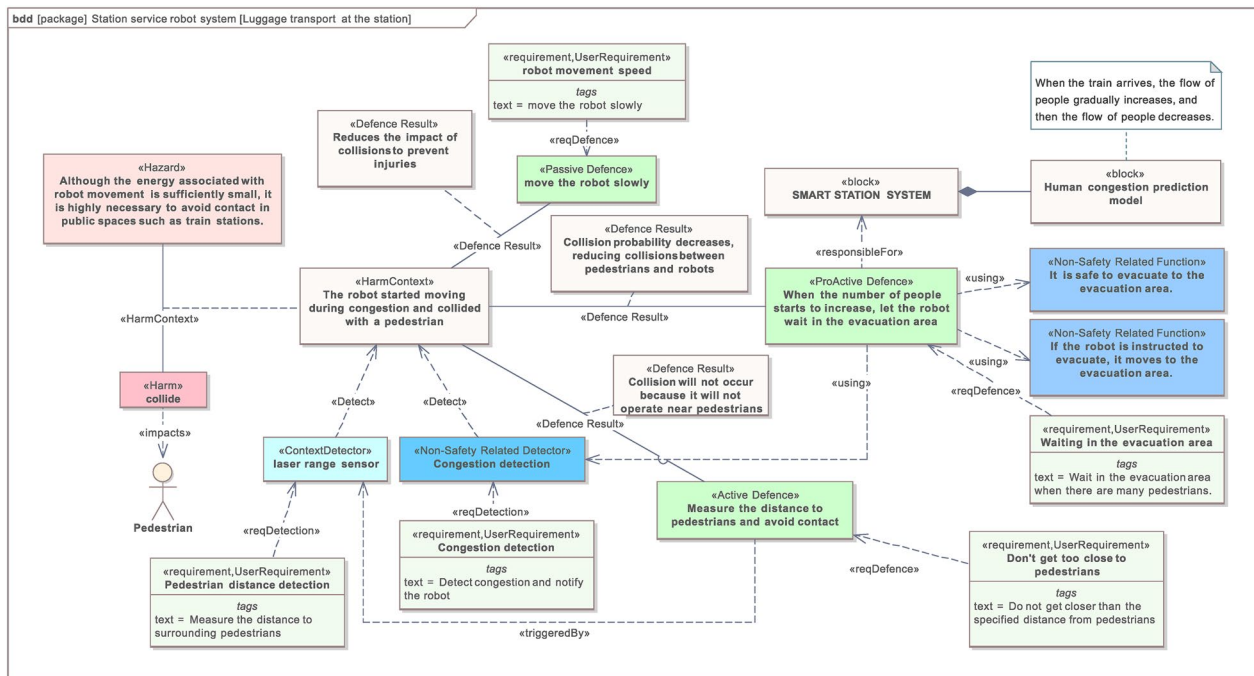 bdd [package] Station service robot system [Luggage transport at the station]
«requirement,UserRequirement»
robot movement speed
tags
text = move the robot slowly
When the train arrives, the flow of
people gradually increases, and
then the flow of people decreases.
«Defence Result»
Reduces the impact of
collisions to prevent
injuries
«reqDefence»
«Hazard»
Although the energy associated with
robot movement is sufficiently small, it
is highly necessary to avoid contact in
public spaces such as train stations.
«Passive Defence»
move the robot slowly
«block»
SMART STATION SYSTEM
«block»
Human congestion prediction
model
«Defence Result»
«Defence Result»
Collision probability decreases,
reducing collisions between
pedestrians and robots
«responsibleFor»
«HarmContext»
The robot started moving
during congestion and collided
with a pedestrian
«HarmContext»
«Defence Result»
«ProActive Defence»
When the number of people
starts to increase, let the robot
wait in the evacuation area
«using»
«Non-Safety Related Function»
It is safe to evacuate to the
evacuation area.
«Non-Safety Related Function»
If the robot is instructed to
evacuate, it moves to the
evacuation area.
«using»
«reqDefence»
«using»
«Harm»
collide
«impacts»
Pedestrian
«Detect»
«Detect»
«Defence Result»
Collision will not occur
because it will not
operate near pedestrians
«Defence Result»
«ContextDetector»
laser range sensor
«Non-Safety Related Detector»
Congestion detection
«requirement,UserRequirement»
Waiting in the evacuation area
tags
text = Wait in the evacuation area
when there are many pedestrians.
«Active Defence»
Measure the distance to
pedestrians and avoid contact
«reqDetection»
«reqDetection»
«requirement,UserRequirement»
Congestion detection
tags
text = Detect congestion and notify
the robot
«requirement,UserRequirement»
Don't get too close to
pedestrians
tags
text = Do not get closer than the
specified distance from pedestrians
«reqDefence»
«requirement,UserRequirement»
Pedestrian distance detection
tags
text = Measure the distance to
surrounding pedestrians
«triggeredBy»